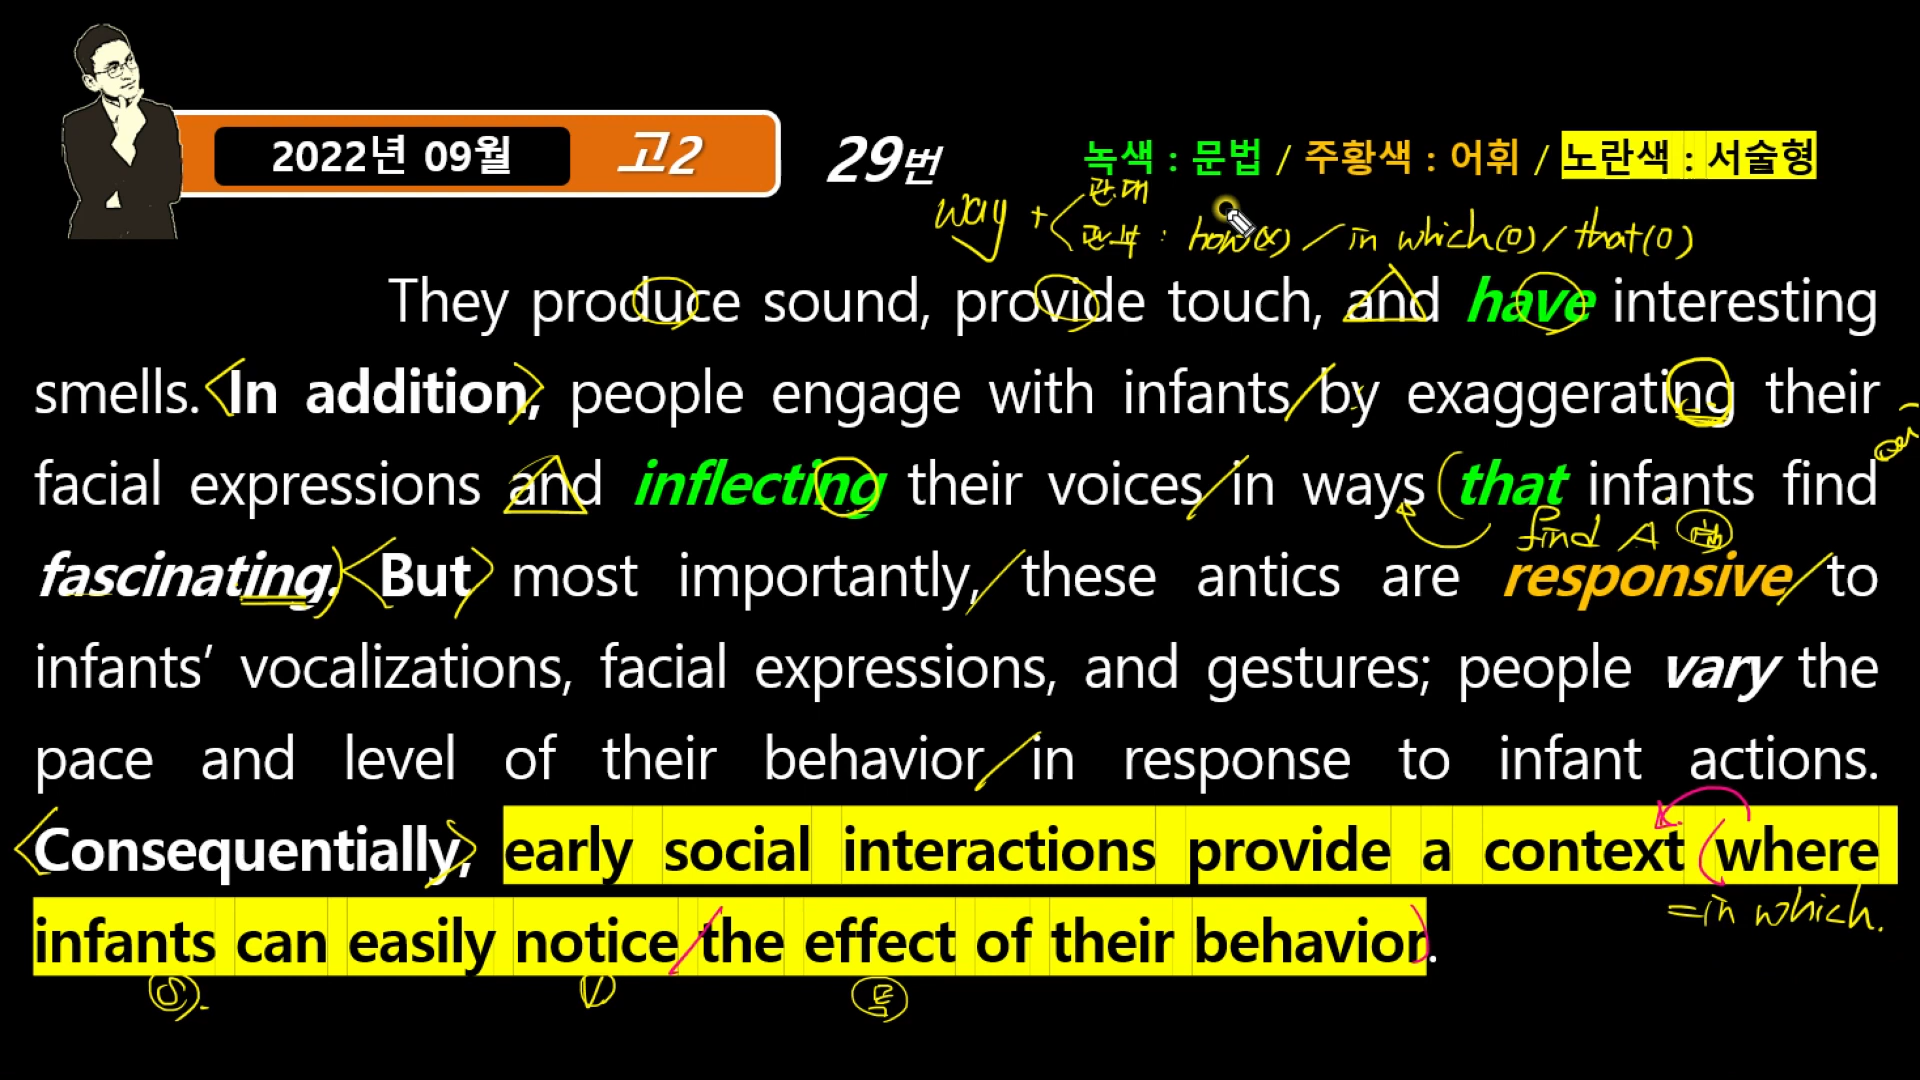 2022년 09월 고2 29번 녹색 : 문법 / 주황색 : 어휘 / 노란색 : 서술형
way + 관.대
관.부 : how(x) / in which(o) / that(o)
They produce sound, provide touch, and have interesting
smells. In addition, people engage with infants by exaggerating their
facial expressions and inflecting their voices in ways that infants find
find A
fascinating. But most importantly, these antics are responsive to
infants’ vocalizations, facial expressions, and gestures; people vary the
pace and level of their behavior in response to infant actions.
Consequentially, early social interactions provide a context where
=in which.
infants can easily notice the effect of their behavior.
S. V 목